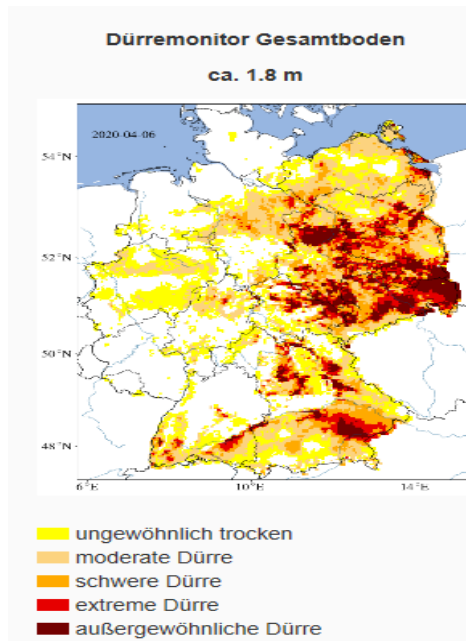 Dürremonitor Gesamtboden
ca. 1.8 m
2020-04-06
54°N
52°N
50°N
48°N
6°E 10°E 14°E
ungewöhnlich trocken
moderate Dürre
schwere Dürre
extreme Dürre
außergewöhnliche Dürre